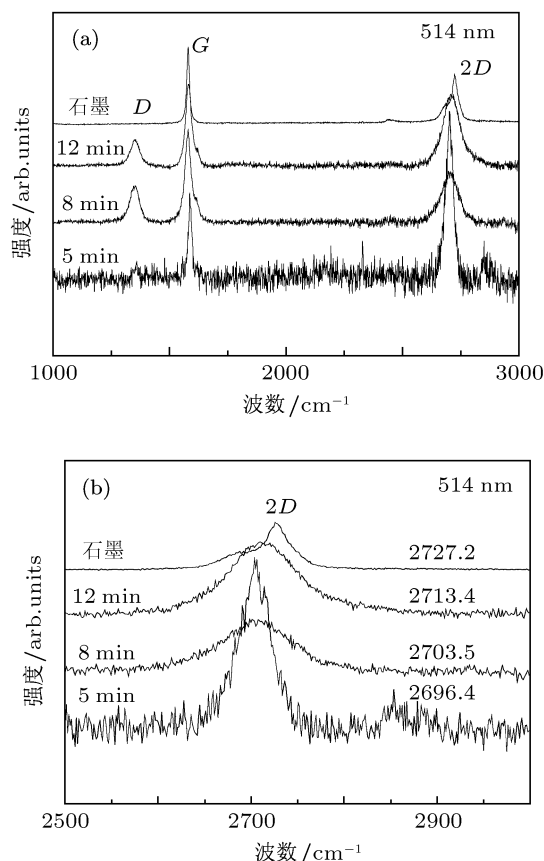 (a)
514 nm
G
2D
石墨
D
12 min
8 min
5 min
强度/arb.units
1000
2000
3000
波数/cm⁻¹
(b)
514 nm
2D
石墨
2727.2
12 min
2713.4
8 min
2703.5
5 min
2696.4
强度/arb.units
2500
2700
2900
波数/cm⁻¹